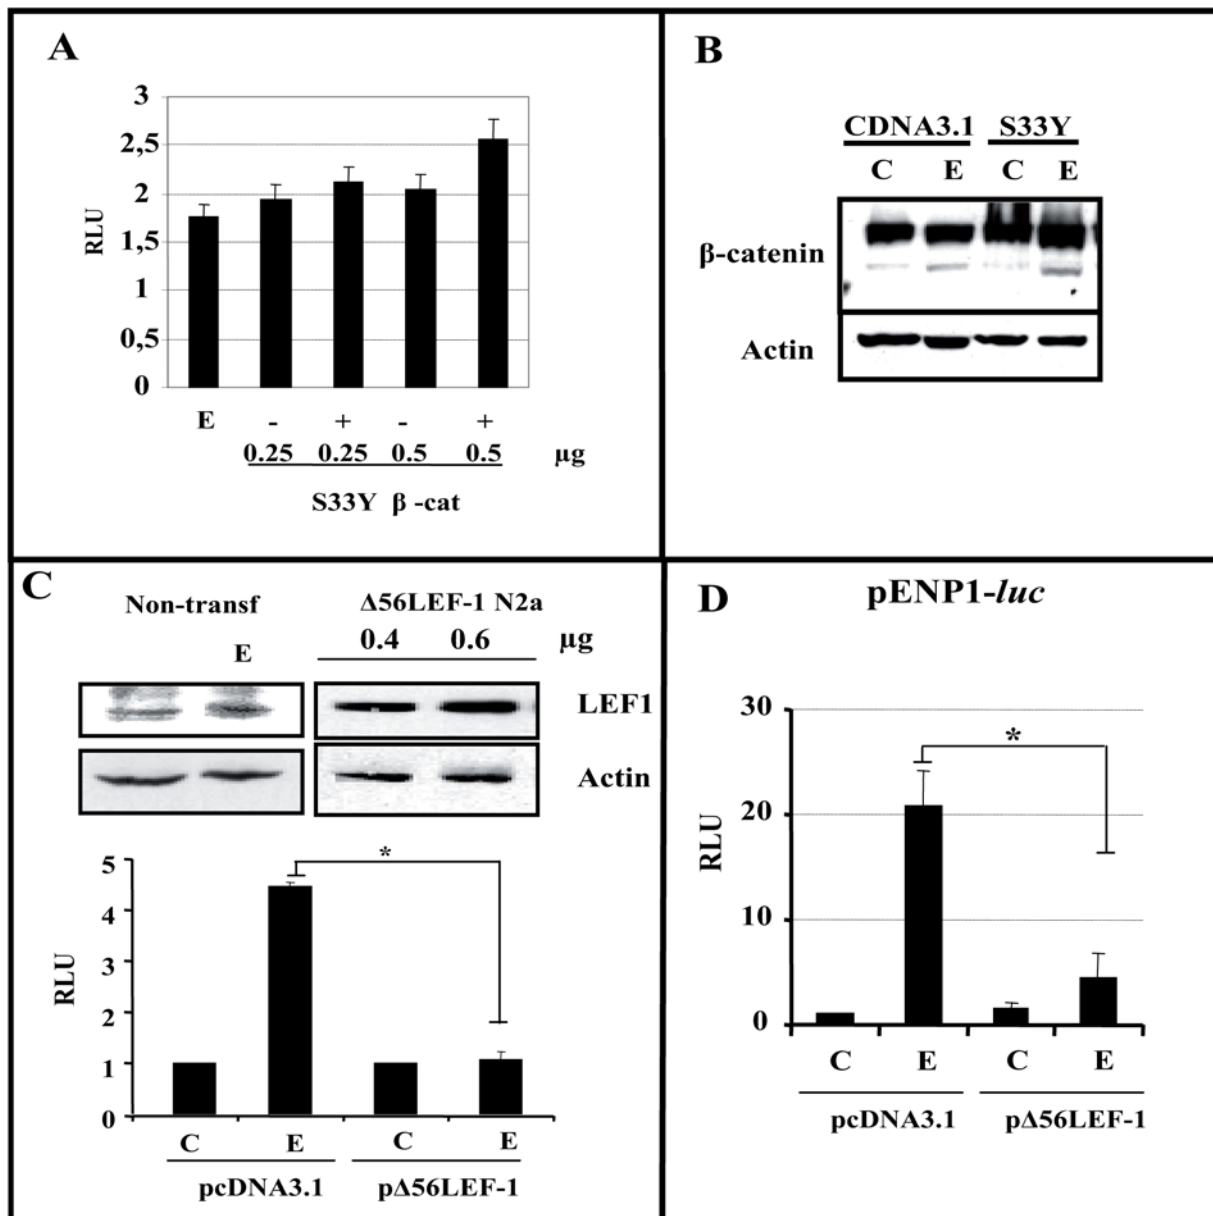 A
3
2,5
2
1,5
1
0,5
0
RLU
E - + - +
0.25 0.25 0.5 0.5 µg
S33Y β -cat
B
CDNA3.1 S33Y
C E C E
β-catenin
Actin
C
Non-transf Δ56LEF-1 N2a
E 0.4 0.6 µg
LEF1
Actin
5
4
3
2
1
0
RLU
*
C E C E
pcDNA3.1 pΔ56LEF-1
D
pENP1-luc
30
20
10
0
RLU
*
C E C E
pcDNA3.1 pΔ56LEF-1